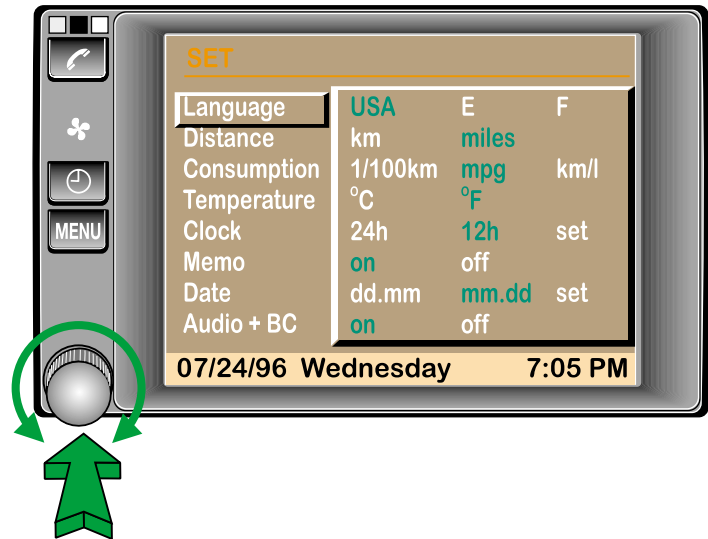 SET
Language USA E F
Distance km miles
Consumption 1/100km mpg km/l
Temperature °C °F
Clock 24h 12h set
Memo on off
Date dd.mm mm.dd set
Audio + BC on off
07/24/96 Wednesday 7:05 PM
MENU